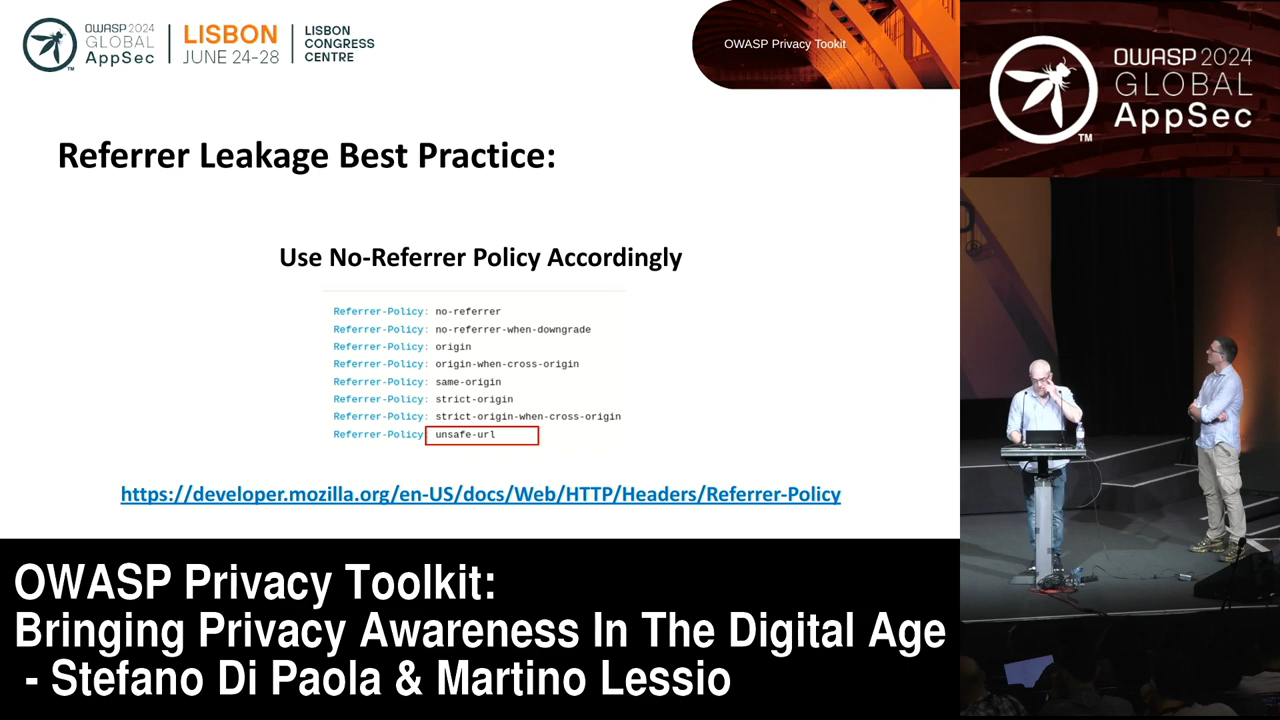 OWASP 2024
GLOBAL
AppSec
LISBON
JUNE 24-28
LISBON
CONGRESS
CENTRE
TM
OWASP Privacy Tookit
OWASP 2024
GLOBAL
AppSec
TM
Referrer Leakage Best Practice:
Use No-Referrer Policy Accordingly
Referrer-Policy: no-referrer
Referrer-Policy: no-referrer-when-downgrade
Referrer-Policy: origin
Referrer-Policy: origin-when-cross-origin
Referrer-Policy: same-origin
Referrer-Policy: strict-origin
Referrer-Policy: strict-origin-when-cross-origin
Referrer-Policy unsafe-url
https://developer.mozilla.org/en-US/docs/Web/HTTP/Headers/Referrer-Policy
OWASP Privacy Toolkit:
Bringing Privacy Awareness In The Digital Age
- Stefano Di Paola & Martino Lessio